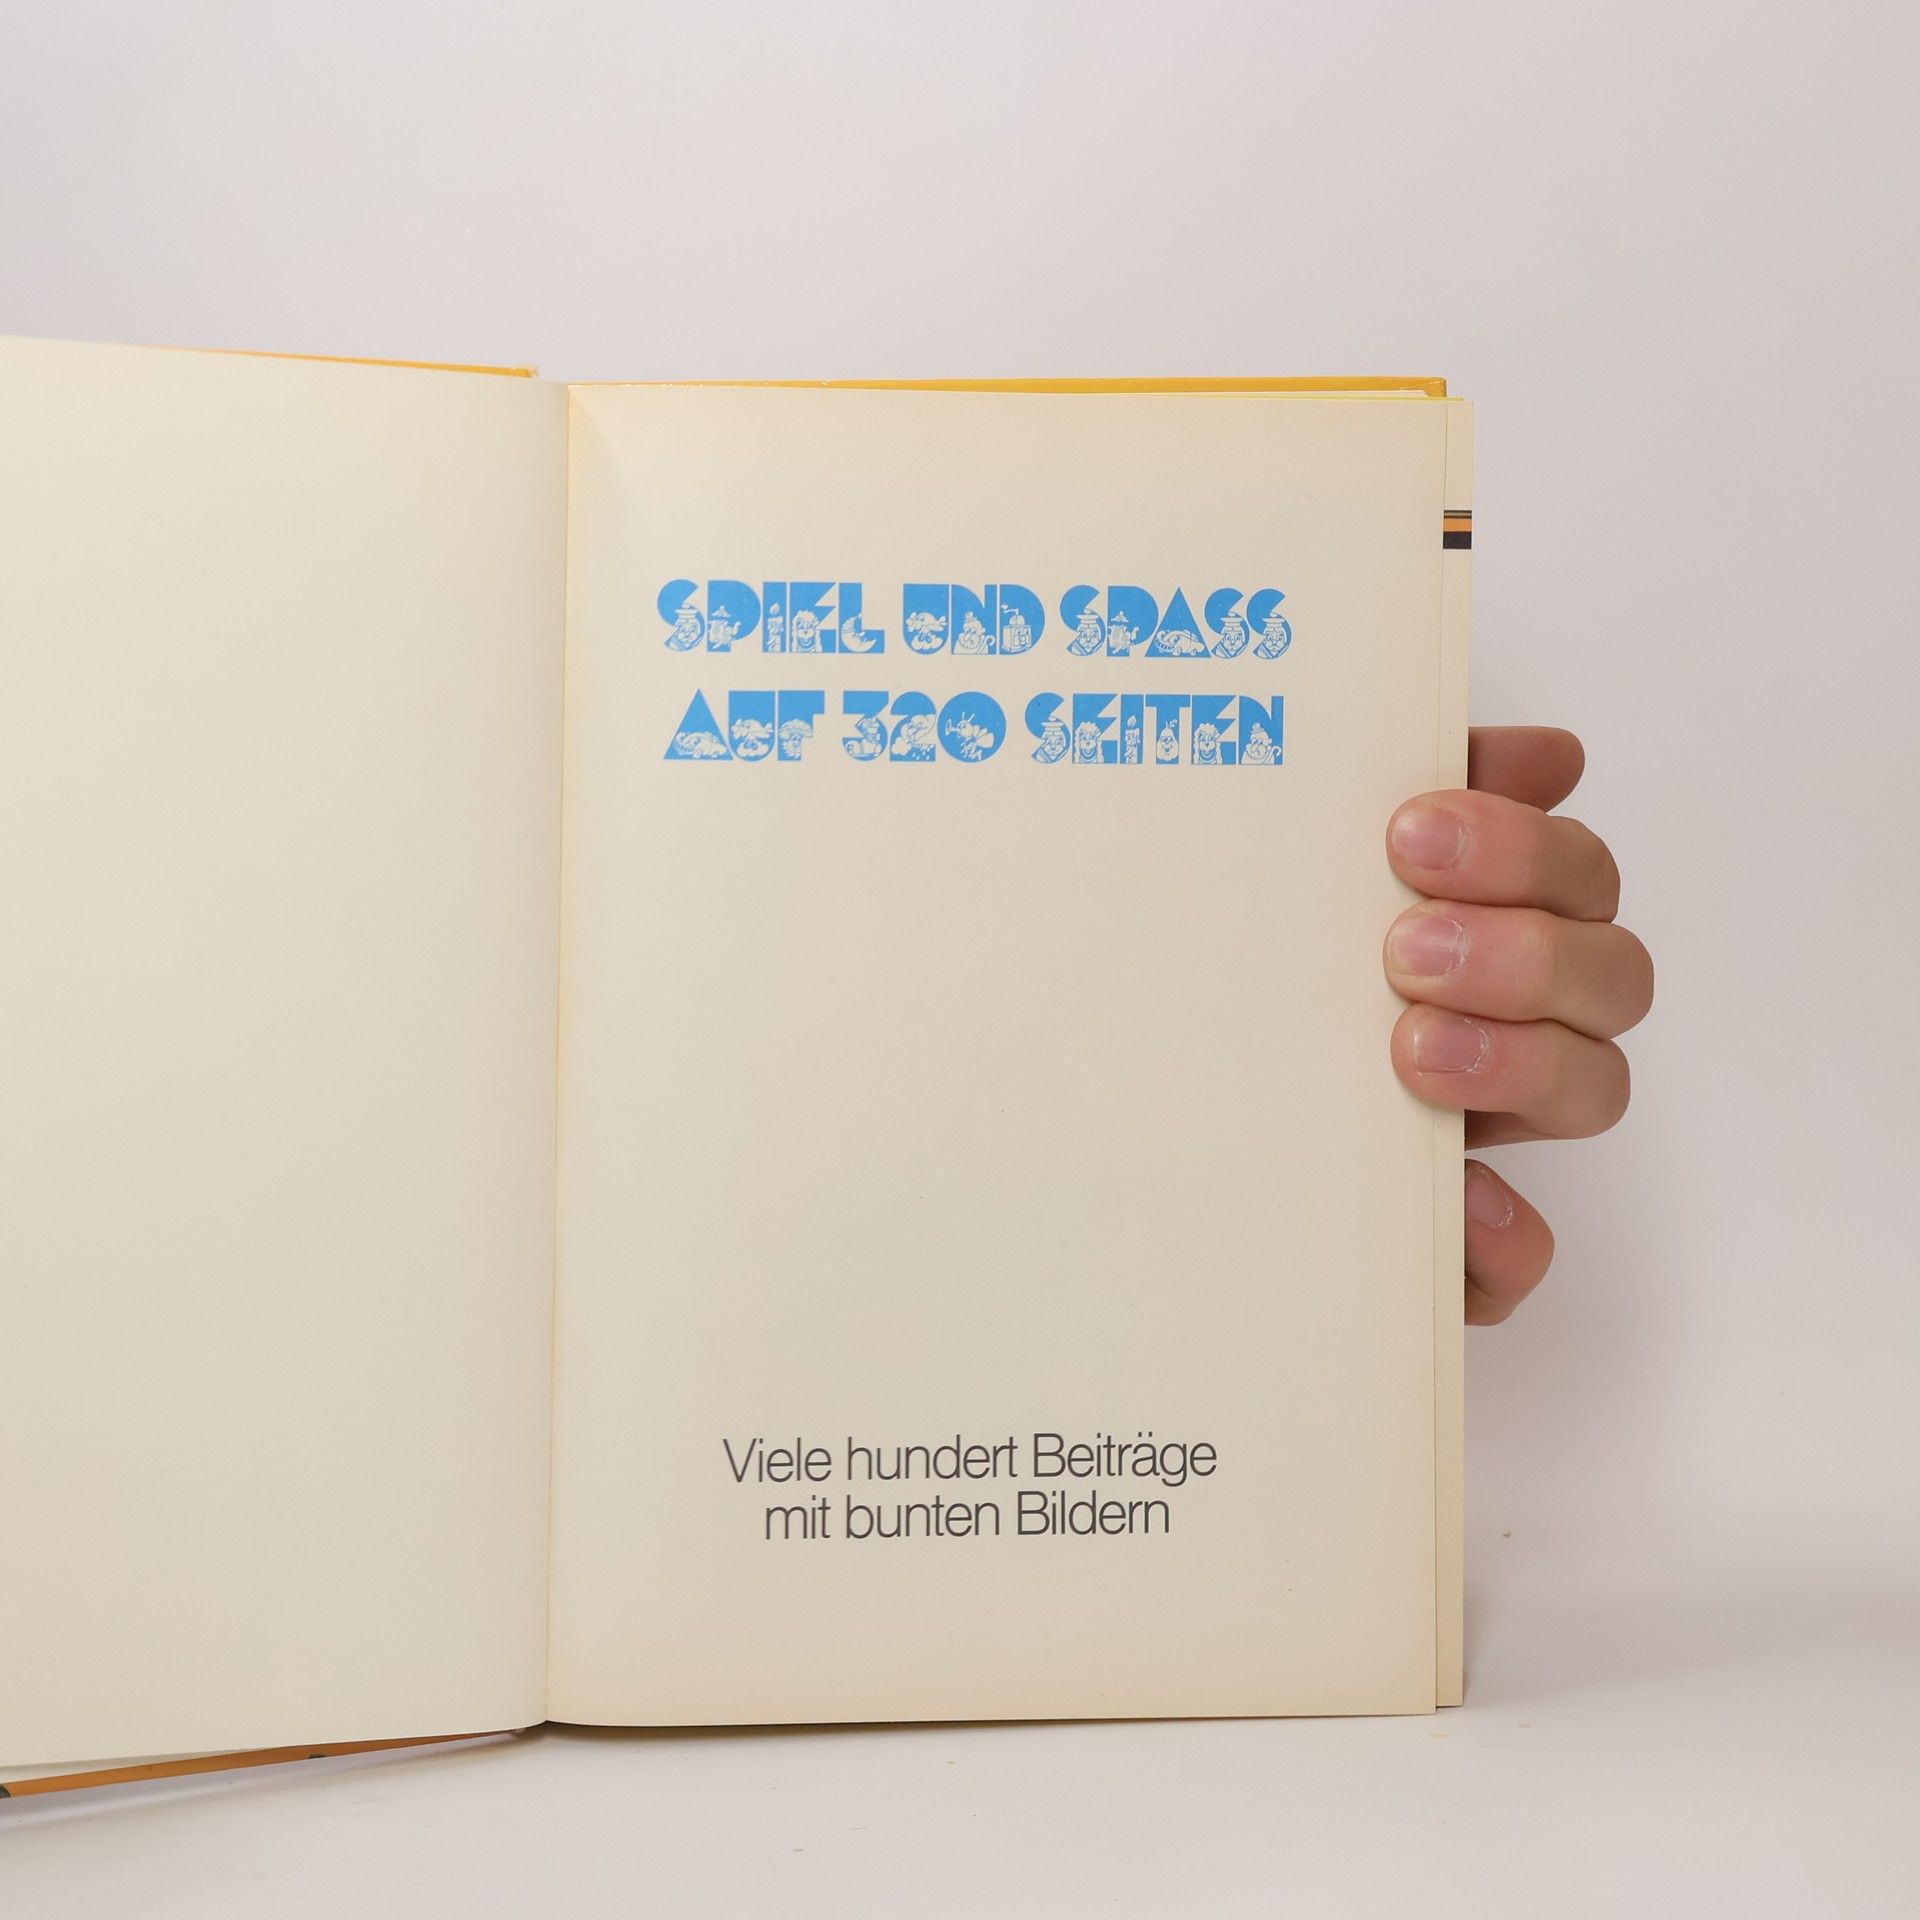 SPIEL UND SPASS
AUF 320 SEITEN
Viele hundert Beiträge
mit bunten Bildern